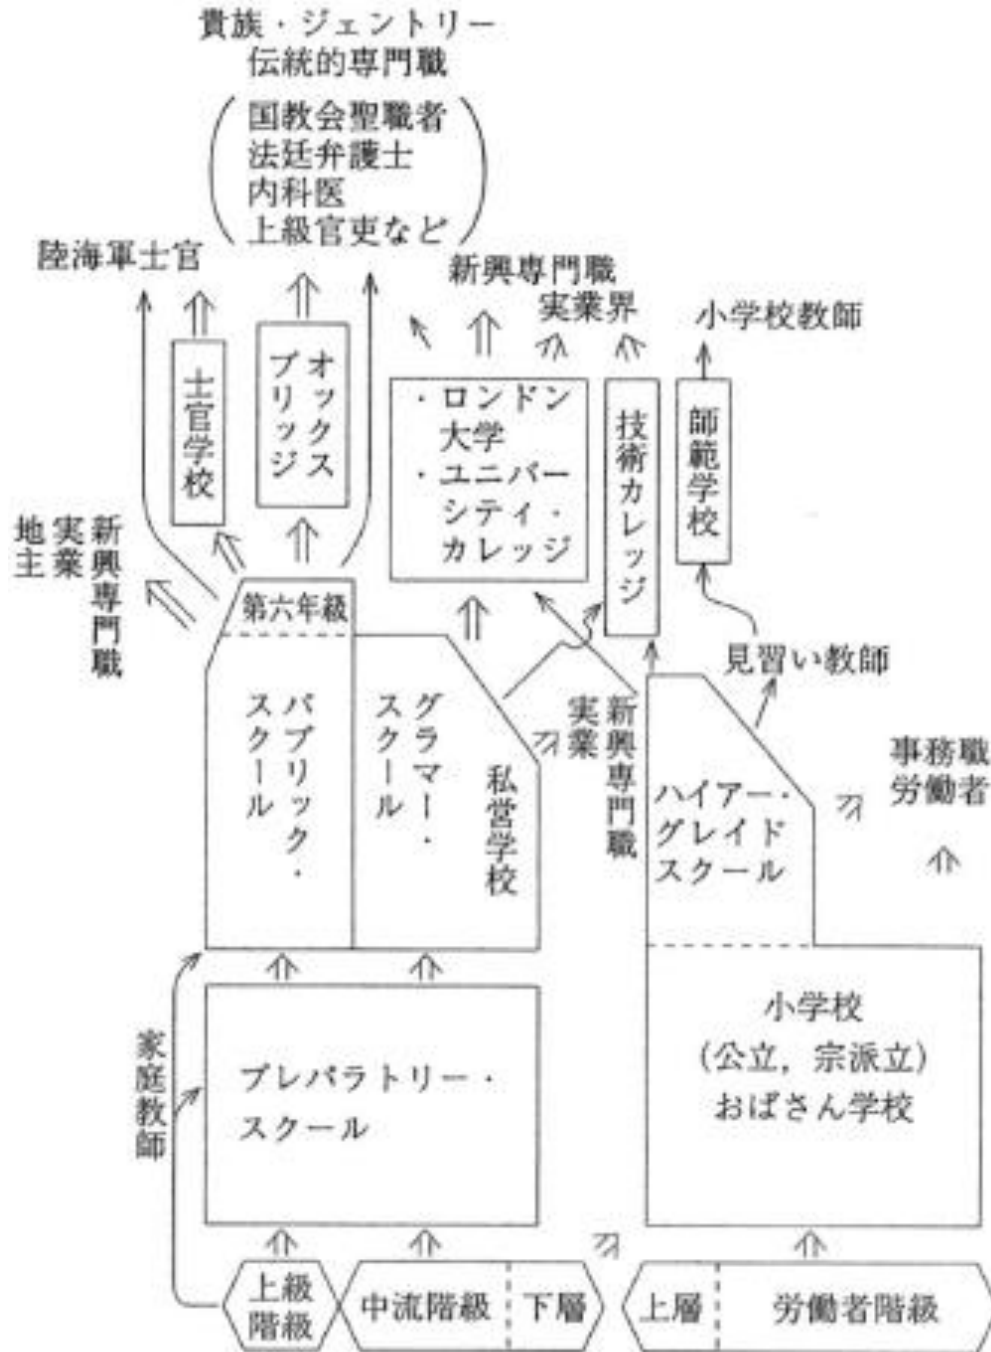 貴族・ジェントリー
伝統的専門職
国教会聖職者
法廷弁護士
内科医
上級官吏など
陸海軍士官
新興専門職
実業界
小学校教師
士官学校
オックス
ブリッジ
・ロンドン
大学
・ユニバー
シティ・
カレッジ
技術カレッジ
師範学校
新興専門職
実業
地主
第六年級
見習い教師
パブリック・
スクール
グラマー・
スクール
私営学校
新興専門職
実業
ハイアー・
グレイド
スクール
事務職
労働者
家庭教師
プレパラトリー・
スクール
小学校
(公立,宗派立)
おばさん学校
上級
階級
中流階級
下層
上層
労働者階級